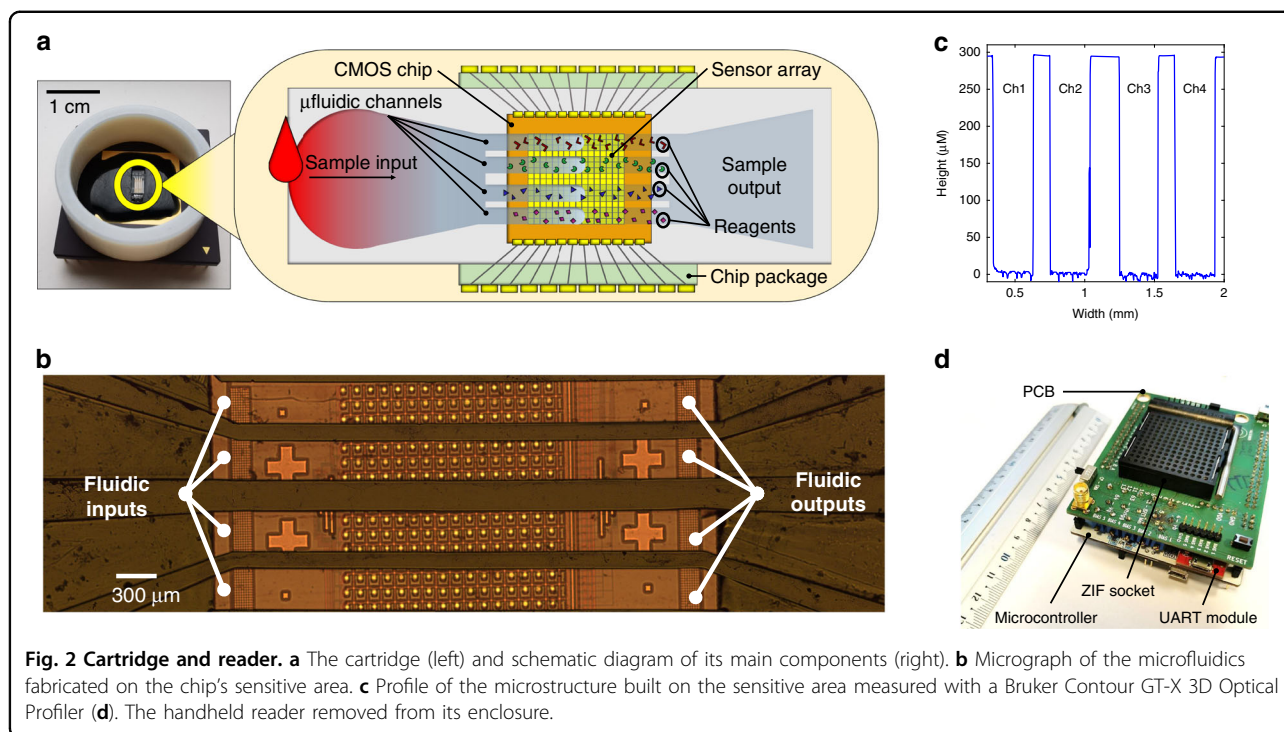 a
1 cm
CMOS chip
Sensor array
µfluidic channels
Sample input
Sample output
Reagents
Chip package
c
Height (µM)
300
250
200
150
100
50
0
Ch1 Ch2 Ch3 Ch4
0.5 1 1.5 2
Width (mm)
b
Fluidic inputs
Fluidic outputs
300 µm
d
PCB
ZIF socket
Microcontroller
UART module
RESET
Fig. 2 Cartridge and reader. a The cartridge (left) and schematic diagram of its main components (right). b Micrograph of the microfluidics
fabricated on the chip's sensitive area. c Profile of the microstructure built on the sensitive area measured with a Bruker Contour GT-X 3D Optical
Profiler (d). The handheld reader removed from its enclosure.